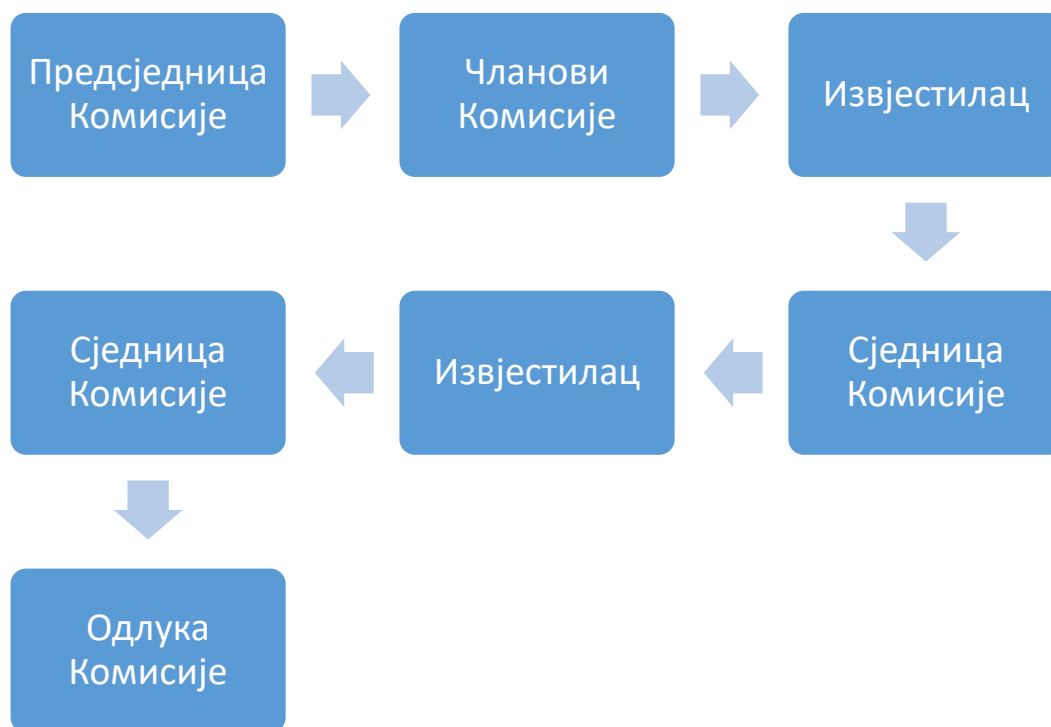 Предсједница
Комисије
Чланови
Комисије
Извјестилац
Сједница
Комисије
Извјестилац
Сједница
Комисије
Одлука
Комисије